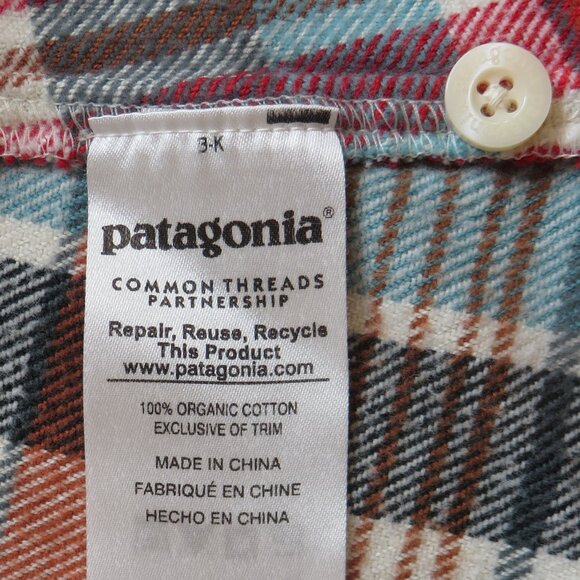 3-K
patagonia®
COMMON THREADS
PARTNERSHIP
Repair, Reuse, Recycle
This Product
www.patagonia.com
100% ORGANIC COTTON
EXCLUSIVE OF TRIM
MADE IN CHINA
FABRIQUÉ EN CHINE
HECHO EN CHINA